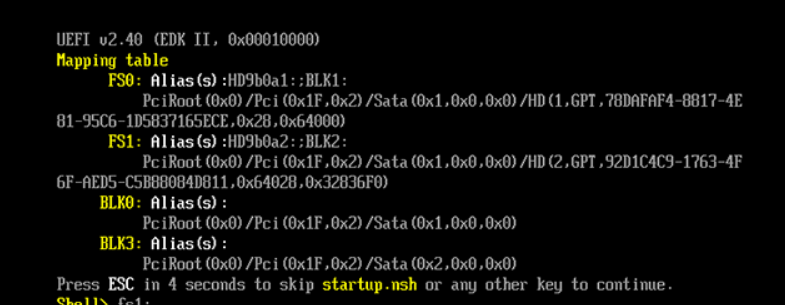 UEFI v2.40 (EDK II, 0x00010000)
Mapping table
FS0: Alias(s):HD9b0a1:;BLK1:
PciRoot(0x0)/Pci(0x1F,0x2)/Sata(0x1,0x0,0x0)/HD(1,GPT,78DAFAF4-8817-4E
81-95C6-1D5837165ECE,0x28,0x64000)
FS1: Alias(s):HD9b0a2:;BLK2:
PciRoot(0x0)/Pci(0x1F,0x2)/Sata(0x1,0x0,0x0)/HD(2,GPT,92D1C4C9-1763-4F
6F-AED5-C5B88084D811,0x64028,0x32836F0)
BLK0: Alias(s):
PciRoot(0x0)/Pci(0x1F,0x2)/Sata(0x1,0x0,0x0)
BLK3: Alias(s):
PciRoot(0x0)/Pci(0x1F,0x2)/Sata(0x2,0x0,0x0)
Press ESC in 4 seconds to skip startup.nsh or any other key to continue.
Shell> fs1: